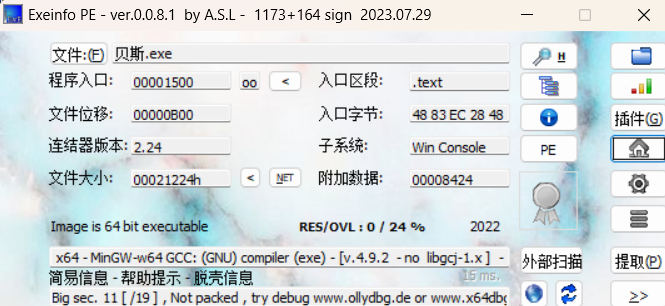 Exeinfo PE - ver.0.0.8.1 by A.S.L - 1173+164 sign 2023.07.29
文件:(F) 贝斯.exe H
程序入口: 00001500 oo < 入口区段: .text
文件位移: 00000B00 入口字节: 48 83 EC 28 48 插件(G)
连结器版本: 2.24 子系统: Win Console PE
文件大小: 00021224h < NET 附加数据: 00008424
Image is 64 bit executable RES/OVL : 0 / 24 % 2022
x64 - MinGW-w64 GCC: (GNU) compiler (exe) - [v.4.9.2 - no libgcj-1.x ] - 外部扫描 提取(P)
简易信息 - 帮助提示 - 脱壳信息 15 ms.
Big sec. 11 [ /19 ] , Not packed , try debug www.ollydbg.de or www.x64dbg >>